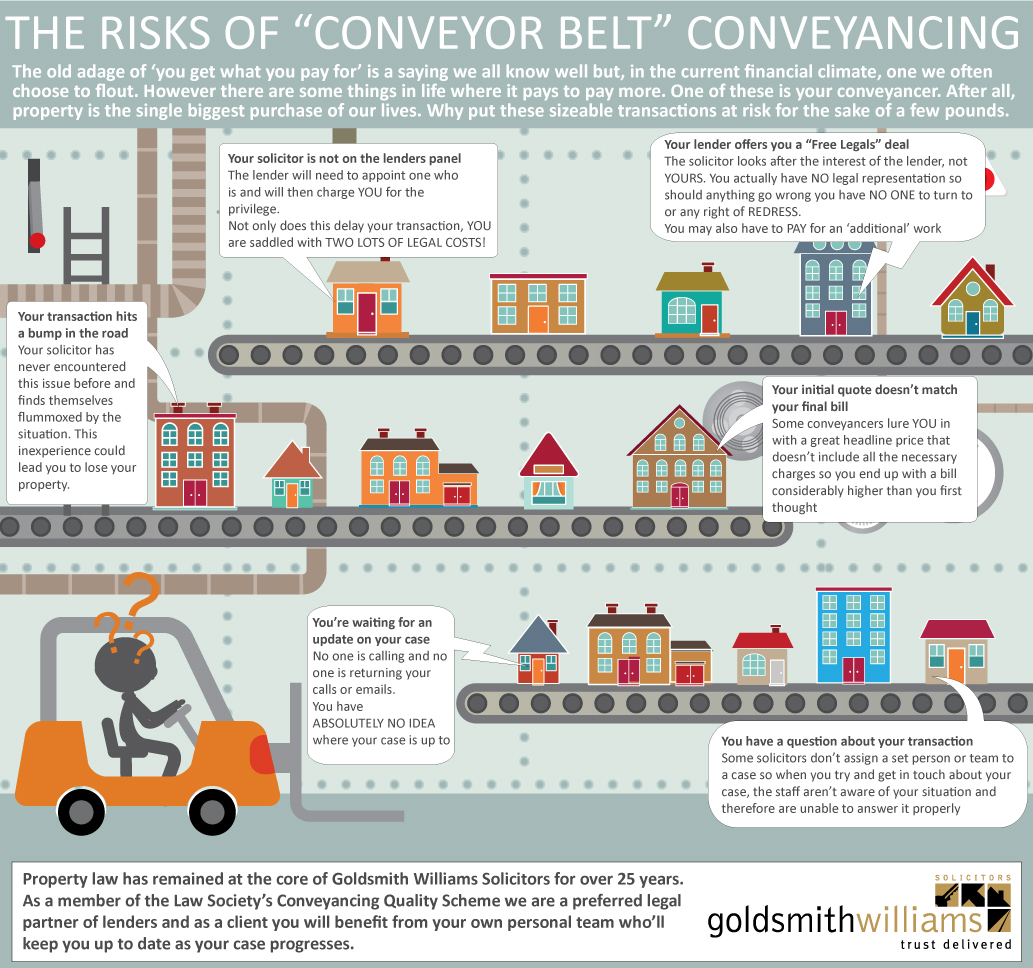 THE RISKS OF “CONVEYOR BELT” CONVEYANCING
The old adage of ‘you get what you pay for’ is a saying we all know well but, in the current financial climate, one we often
choose to flout. However there are some things in life where it pays to pay more. One of these is your conveyancer. After all,
property is the single biggest purchase of our lives. Why put these sizeable transactions at risk for the sake of a few pounds.
Your solicitor is not on the lenders panel
The lender will need to appoint one who
is and will then charge YOU for the
privilege.
Not only does this delay your transaction, YOU
are saddled with TWO LOTS OF LEGAL COSTS!
Your lender offers you a “Free Legals” deal
The solicitor looks after the interest of the lender, not
YOURS. You actually have NO legal representation so
should anything go wrong you have NO ONE to turn to
or any right of REDRESS.
You may also have to PAY for an ‘additional’ work
Your transaction hits
a bump in the road
Your solicitor has
never encountered
this issue before and
finds themselves
flummoxed by the
situation. This
inexperience could
lead you to lose your
property.
Your initial quote doesn’t match
your final bill
Some conveyancers lure YOU in
with a great headline price that
doesn’t include all the necessary
charges so you end up with a bill
considerably higher than you first
thought
You’re waiting for an
update on your case
No one is calling and no
one is returning your
calls or emails.
You have
ABSOLUTELY NO IDEA
where your case is up to
You have a question about your transaction
Some solicitors don’t assign a set person or team to
a case so when you try and get in touch about your
case, the staff aren’t aware of your situation and
therefore are unable to answer it properly
? ? ?
Property law has remained at the core of Goldsmith Williams Solicitors for over 25 years.
As a member of the Law Society’s Conveyancing Quality Scheme we are a preferred legal
partner of lenders and as a client you will benefit from your own personal team who’ll
keep you up to date as your case progresses.
SOLICITORS
goldsmithwilliams
trust delivered